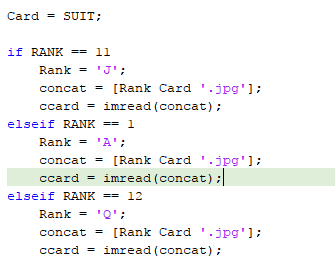 Card = SUIT;
if RANK == 11
Rank = 'J';
concat = [Rank Card '.jpg'];
ccard = imread(concat);
elseif RANK == 1
Rank = 'A';
concat = [Rank Card '.jpg'];
ccard = imread(concat);
elseif RANK == 12
Rank = 'Q';
concat = [Rank Card '.jpg'];
ccard = imread(concat);